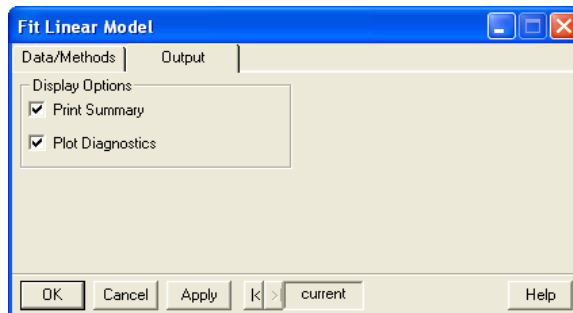 Fit Linear Model
Data/Methods Output
Display Options
Print Summary
Plot Diagnostics
OK Cancel Apply |< >| current Help